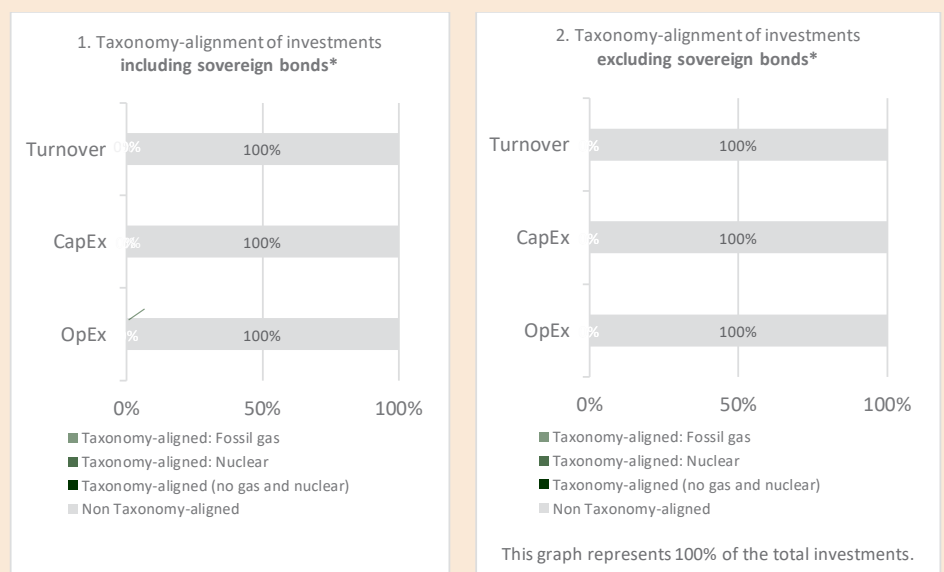 1. Taxonomy-alignment of investments
including sovereign bonds*
Turnover 0% 100%
CapEx 0% 100%
OpEx % 100%
0% 50% 100%
Taxonomy-aligned: Fossil gas
Taxonomy-aligned: Nuclear
Taxonomy-aligned (no gas and nuclear)
Non Taxonomy-aligned
2. Taxonomy-alignment of investments
excluding sovereign bonds*
Turnover % 100%
CapEx % 100%
OpEx % 100%
0% 50% 100%
Taxonomy-aligned: Fossil gas
Taxonomy-aligned: Nuclear
Taxonomy-aligned (no gas and nuclear)
Non Taxonomy-aligned
This graph represents 100% of the total investments.